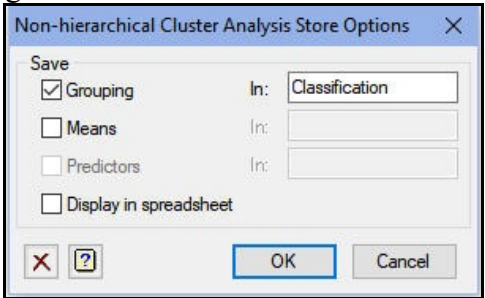 Non-hierarchical Cluster Analysis Store Options
Save
Grouping In: Classification
Means In:
Predictors In:
Display in spreadsheet
OK Cancel